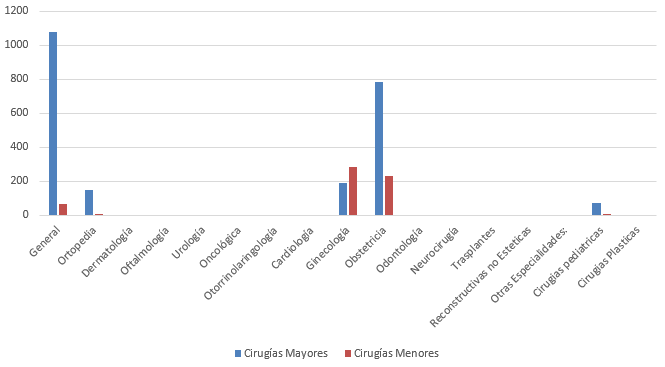 1200
1000
800
600
400
200
0
General
Ortopedia
Dermatología
Oftalmología
Urología
Oncológica
Otorrinolaringología
Cardiología
Ginecología
Obstetricia
Odontología
Neurocirugía
Trasplantes
Reconstructivas no Esteticas
Otras Especialidades:
Cirugías pediatricas
Cirugías Plasticas
Cirugías Mayores
Cirugías Menores